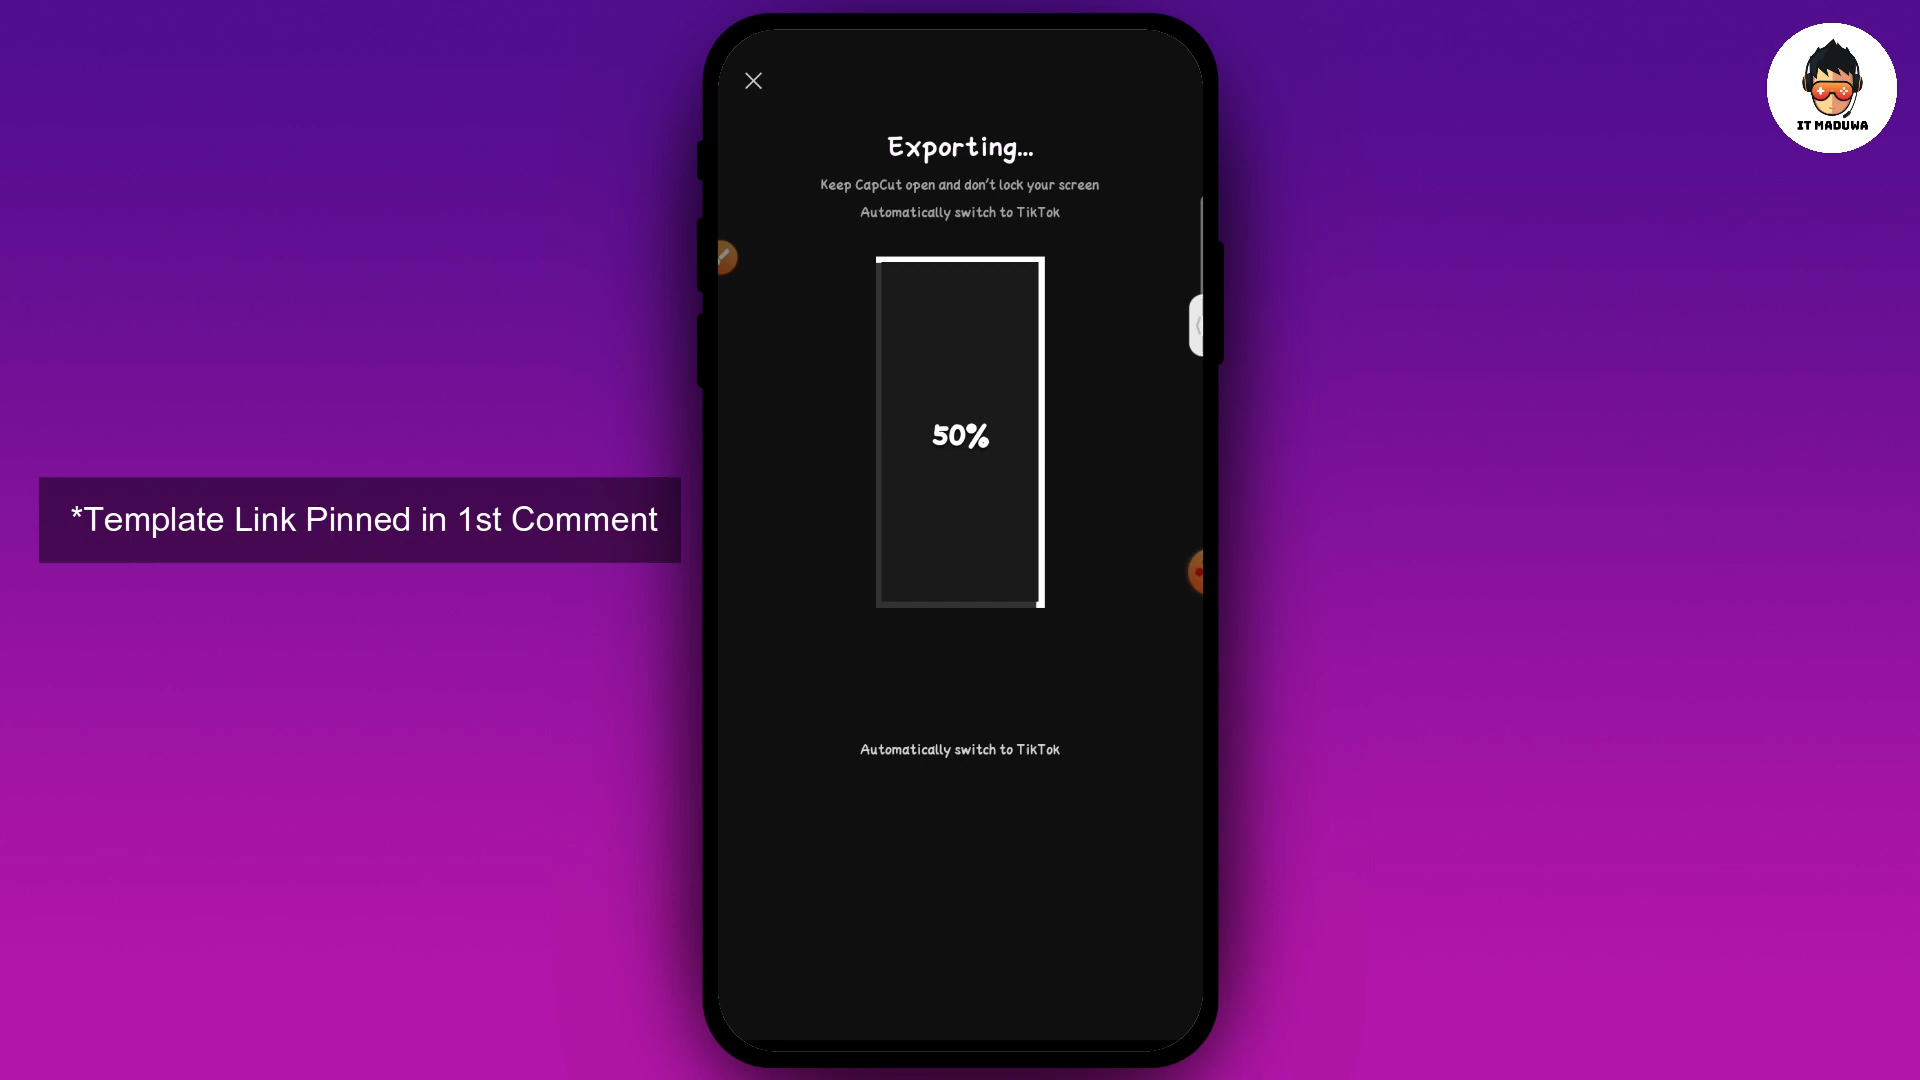 IT MADUWA
Exporting...
Keep CapCut open and don't lock your screen
Automatically switch to TikTok
50%
*Template Link Pinned in 1st Comment
Automatically switch to TikTok